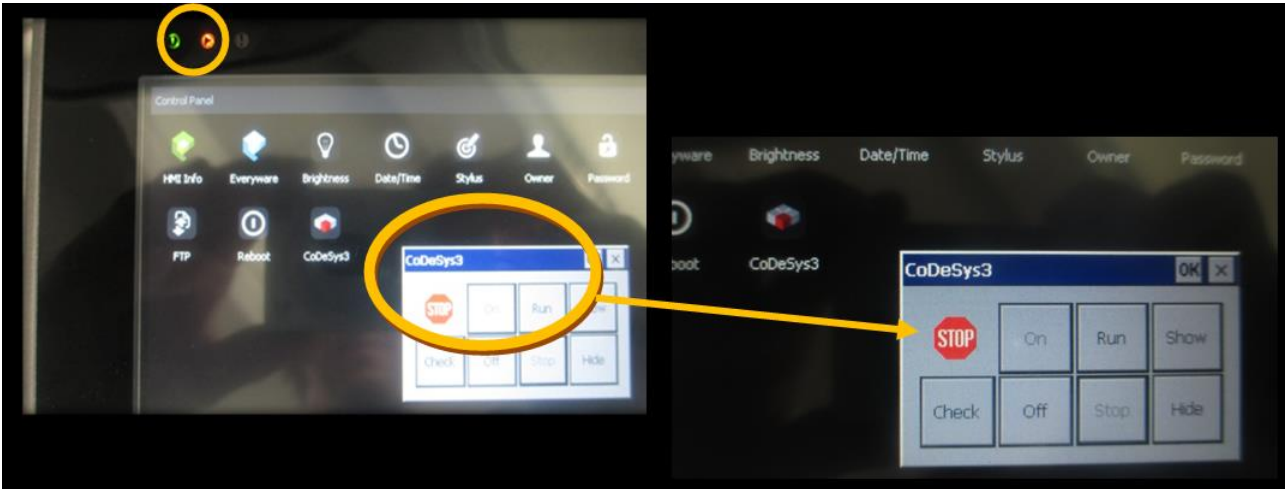 Control Panel
HMI Info Everyware Brightness Date/Time Stylus Owner Password
FTP Reboot CoDeSys3
CoDeSys3 ×
STOP On Run
Check Off Stop Hide
yware Brightness Date/Time Stylus Owner Password
boot CoDeSys3
CoDeSys3 OK ×
STOP On Run Show
Check Off Stop Hide